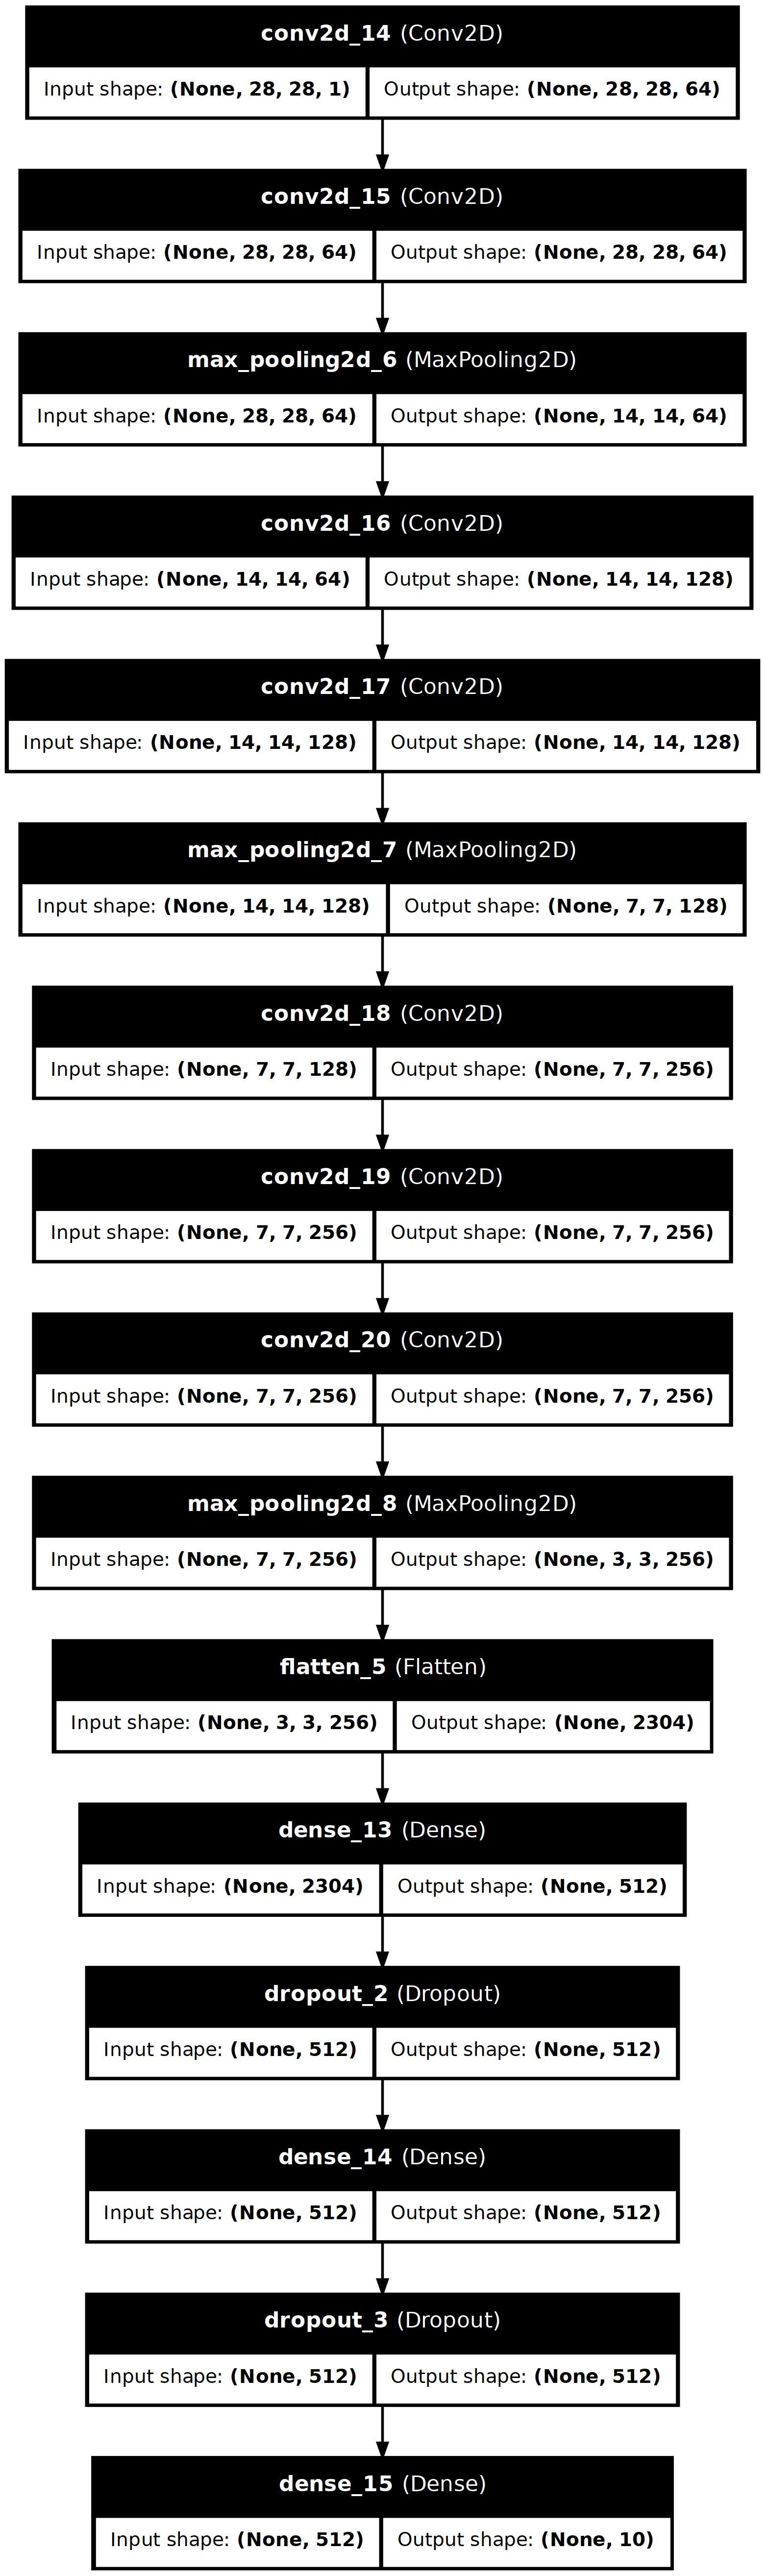 conv2d_14 (Conv2D)
Input shape: (None, 28, 28, 1) Output shape: (None, 28, 28, 64)
conv2d_15 (Conv2D)
Input shape: (None, 28, 28, 64) Output shape: (None, 28, 28, 64)
max_pooling2d_6 (MaxPooling2D)
Input shape: (None, 28, 28, 64) Output shape: (None, 14, 14, 64)
conv2d_16 (Conv2D)
Input shape: (None, 14, 14, 64) Output shape: (None, 14, 14, 128)
conv2d_17 (Conv2D)
Input shape: (None, 14, 14, 128) Output shape: (None, 14, 14, 128)
max_pooling2d_7 (MaxPooling2D)
Input shape: (None, 14, 14, 128) Output shape: (None, 7, 7, 128)
conv2d_18 (Conv2D)
Input shape: (None, 7, 7, 128) Output shape: (None, 7, 7, 256)
conv2d_19 (Conv2D)
Input shape: (None, 7, 7, 256) Output shape: (None, 7, 7, 256)
conv2d_20 (Conv2D)
Input shape: (None, 7, 7, 256) Output shape: (None, 7, 7, 256)
max_pooling2d_8 (MaxPooling2D)
Input shape: (None, 7, 7, 256) Output shape: (None, 3, 3, 256)
flatten_5 (Flatten)
Input shape: (None, 3, 3, 256) Output shape: (None, 2304)
dense_13 (Dense)
Input shape: (None, 2304) Output shape: (None, 512)
dropout_2 (Dropout)
Input shape: (None, 512) Output shape: (None, 512)
dense_14 (Dense)
Input shape: (None, 512) Output shape: (None, 512)
dropout_3 (Dropout)
Input shape: (None, 512) Output shape: (None, 512)
dense_15 (Dense)
Input shape: (None, 512) Output shape: (None, 10)